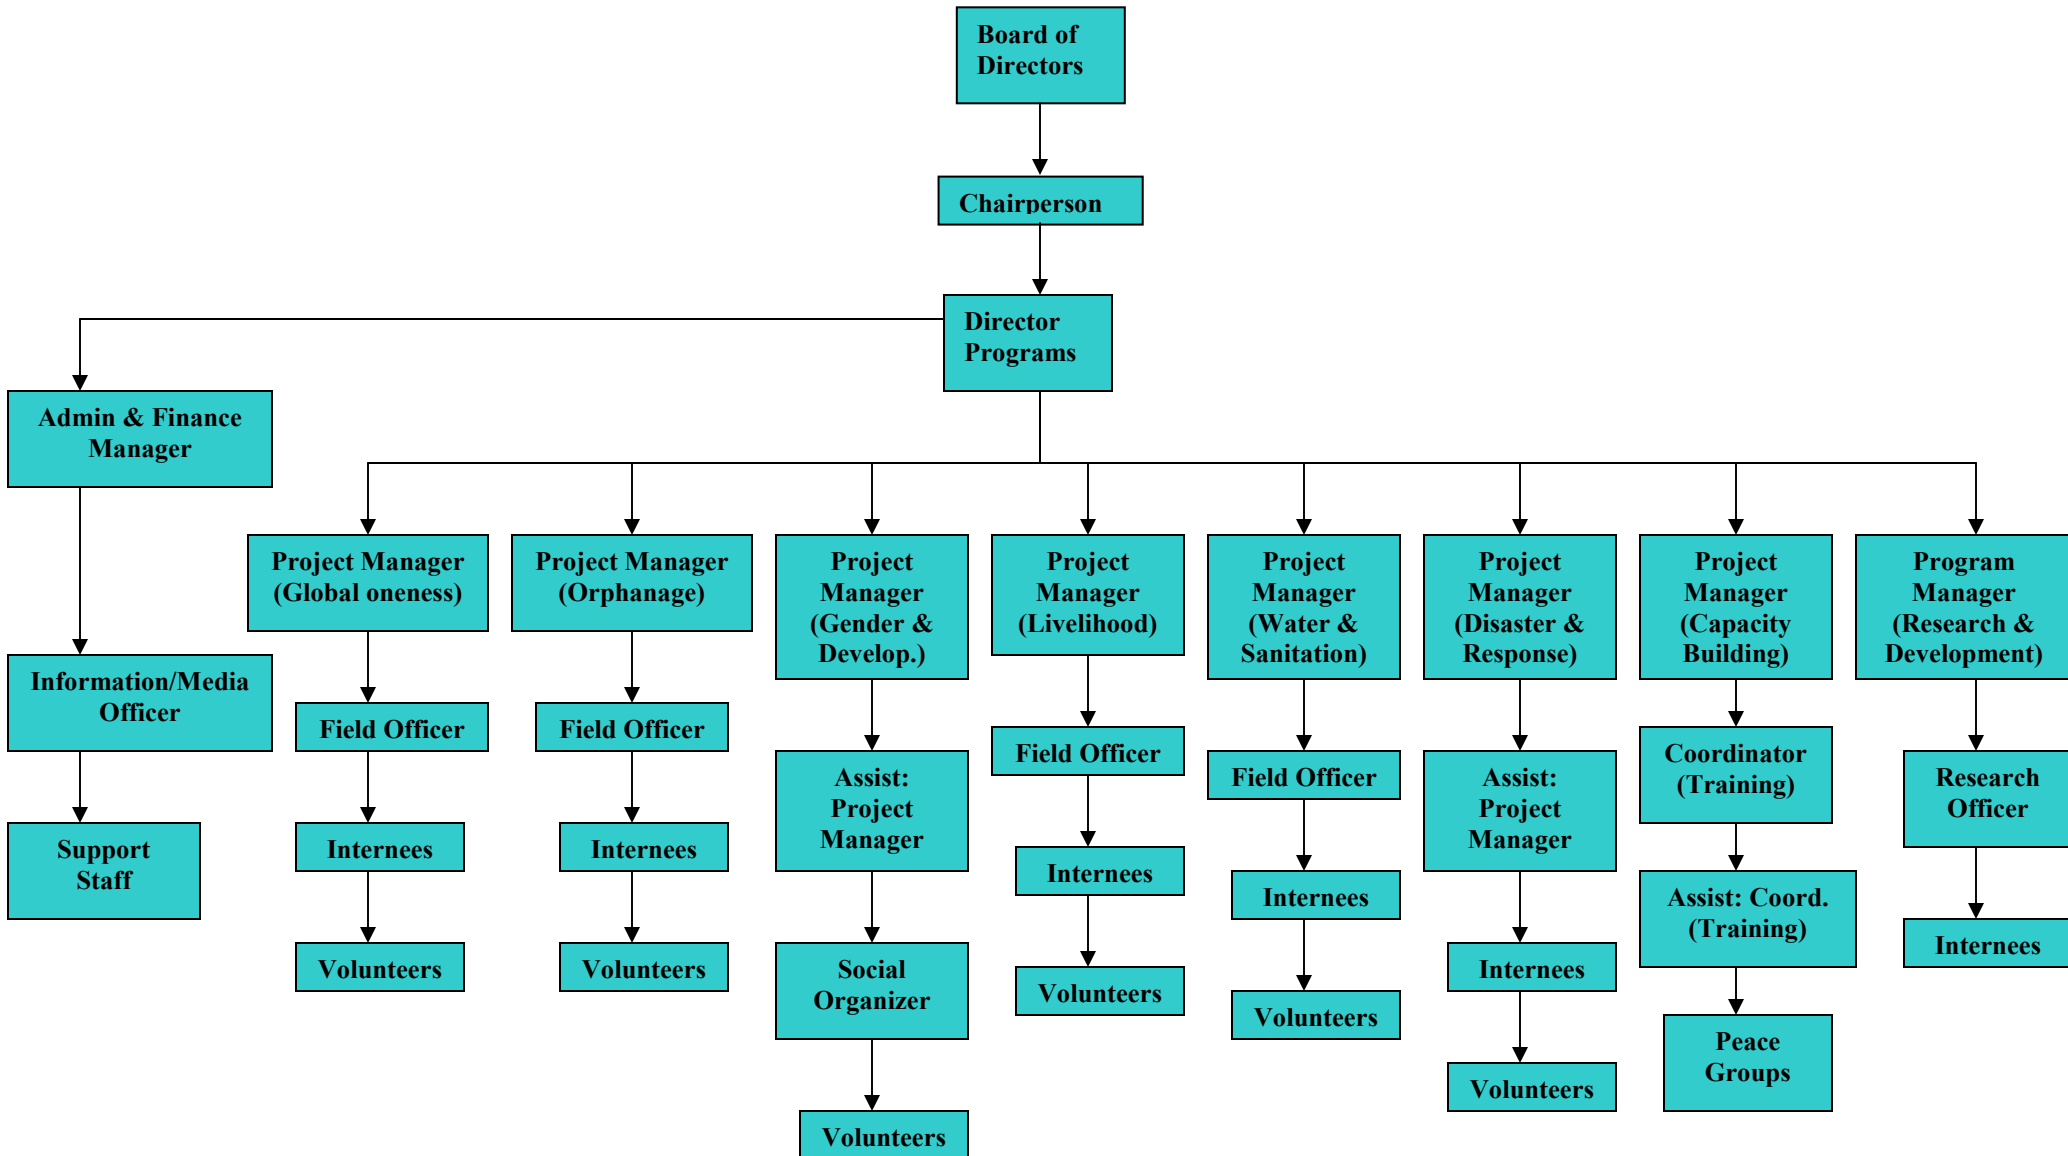 Board of
Directors
Chairperson
Director
Programs
Admin & Finance
Manager
Information/Media
Officer
Support
Staff
Project Manager
(Global oneness)
Field Officer
Internees
Volunteers
Project Manager
(Orphanage)
Field Officer
Internees
Volunteers
Project
Manager
(Gender &
Develop.)
Assist:
Project
Manager
Social
Organizer
Volunteers
Project
Manager
(Livelihood)
Field Officer
Internees
Volunteers
Project
Manager
(Water &
Sanitation)
Field Officer
Internees
Volunteers
Project
Manager
(Disaster &
Response)
Assist:
Project
Manager
Internees
Volunteers
Project
Manager
(Capacity
Building)
Coordinator
(Training)
Assist: Coord.
(Training)
Peace
Groups
Program
Manager
(Research &
Development)
Research
Officer
Internees